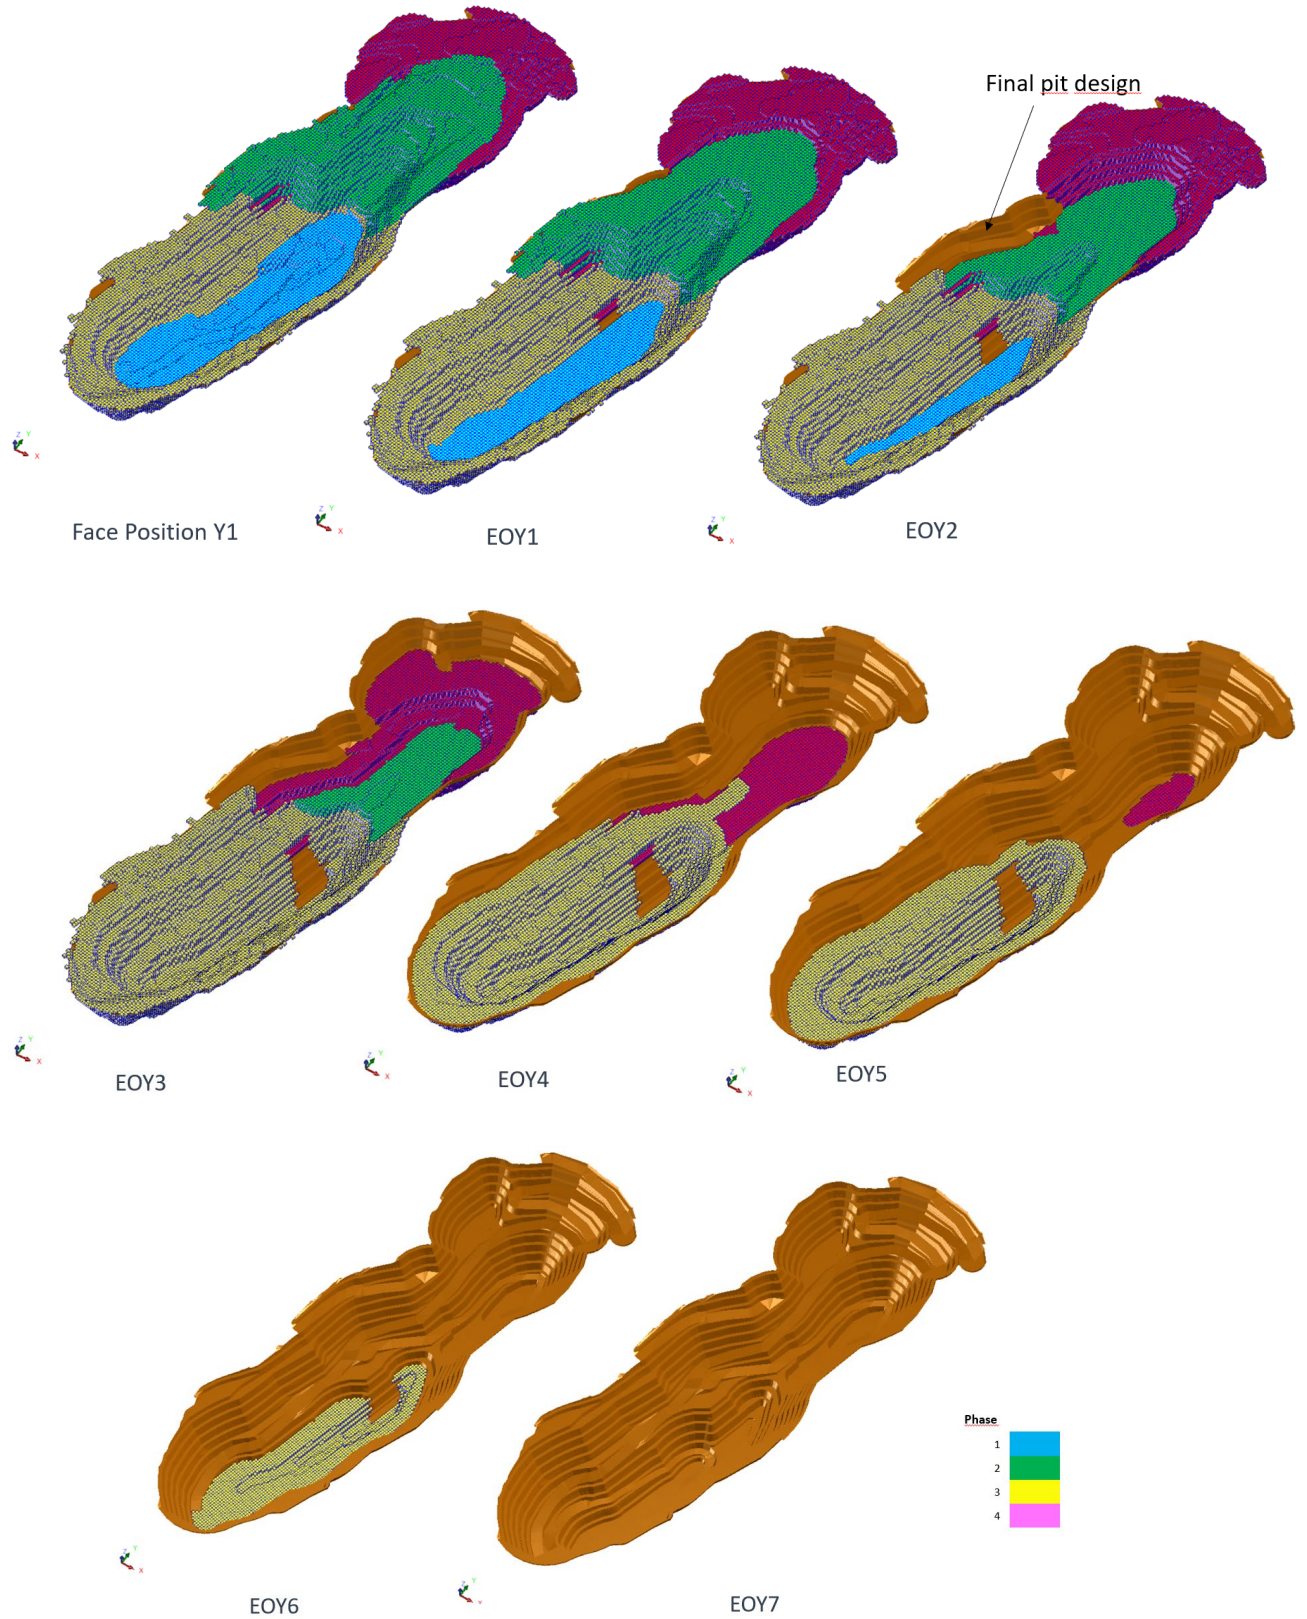 Final pit design
Face Position Y1
EOY1
EOY2
Z Y
X
Z Y
X
Z Y
X
EOY3
EOY4
EOY5
Z Y
X
Z Y
X
Z Y
X
Phase
1
2
3
4
EOY6
EOY7
Z Y
X
Z Y
X